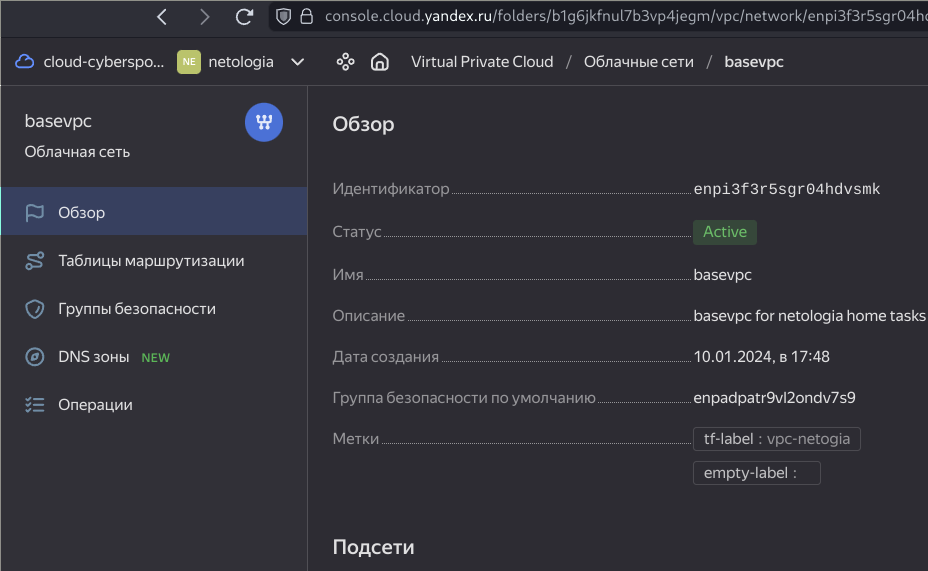 console.cloud.yandex.ru/folders/b1g6jkfnul7b3vp4jegm/vpc/network/enpi3f3r5sgr04h
cloud-cyberspo... NE netologia Virtual Private Cloud / Облачные сети / basevpc
basevpc
Облачная сеть
Обзор
Таблицы маршрутизации
Группы безопасности
DNS зоны NEW
Операции
Обзор
Идентификатор enpi3f3r5sgr04hdvsmk
Статус Active
Имя basevpc
Описание basevpc for netologia home tasks
Дата создания 10.01.2024, в 17:48
Группа безопасности по умолчанию enpadpatr9vl2ondv7s9
Метки tf-label : vpc-netogia
empty-label :
Подсети